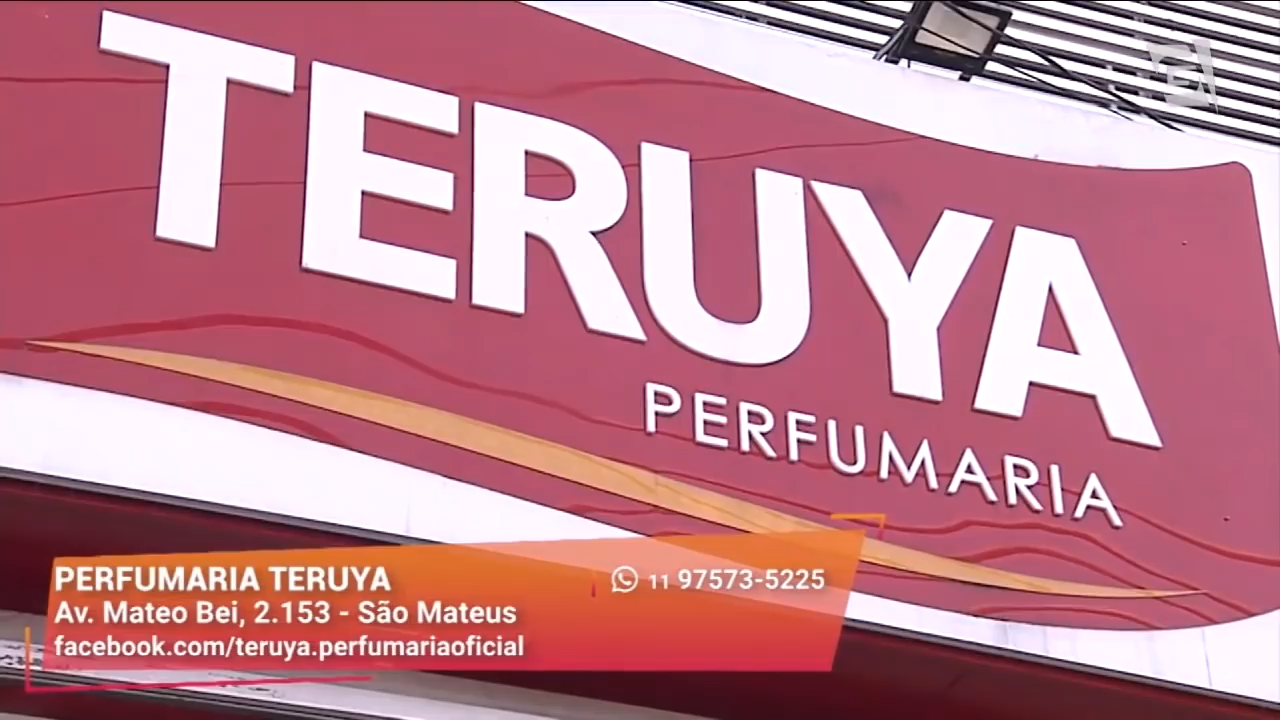 TERUYA
PERFUMARIA
PERFUMARIA TERUYA
11 97573-5225
Av. Mateo Bei, 2.153 - São Mateus
facebook.com/teruya.perfumariaoficial